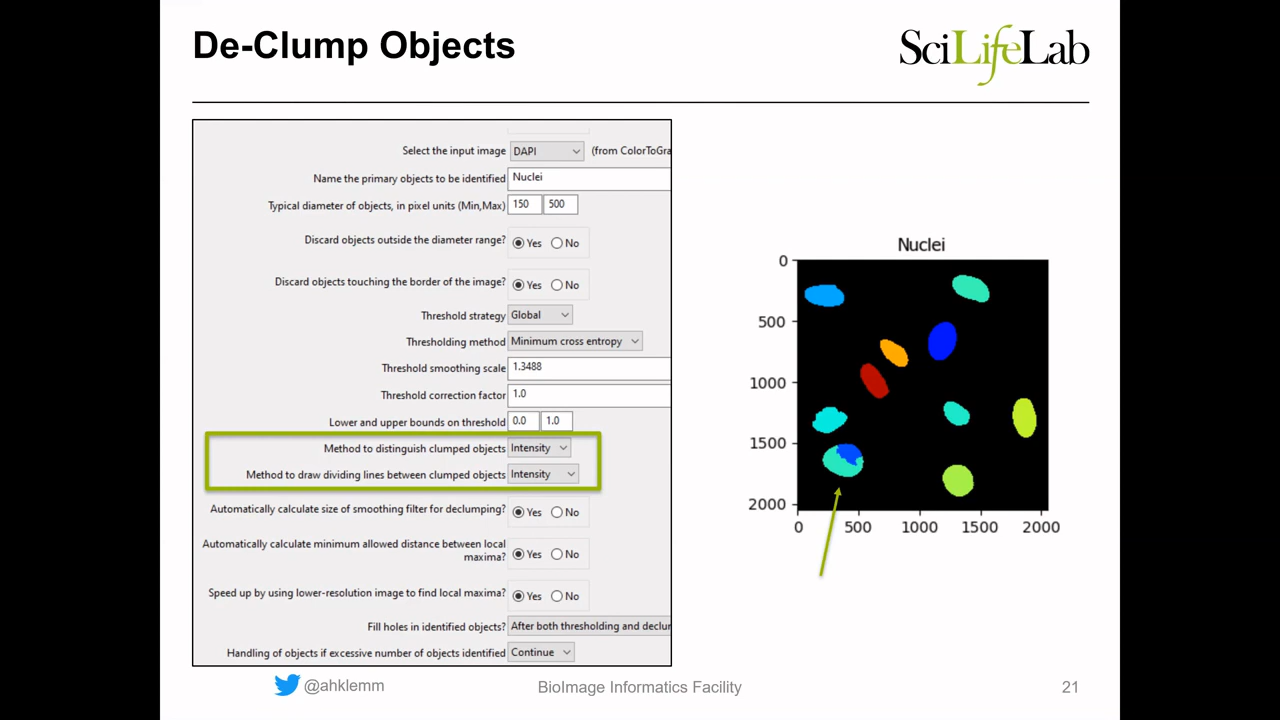 De-Clump Objects
SciLifeLab
Select the input image DAPI (from ColorToGra
Name the primary objects to be identified Nuclei
Typical diameter of objects, in pixel units (Min,Max) 150 500
Discard objects outside the diameter range? Yes No
Discard objects touching the border of the image? Yes No
Threshold strategy Global
Thresholding method Minimum cross entropy
Threshold smoothing scale 1.3488
Threshold correction factor 1.0
Lower and upper bounds on threshold 0.0 1.0
Method to distinguish clumped objects Intensity
Method to draw dividing lines between clumped objects Intensity
Automatically calculate size of smoothing filter for declumping? Yes No
Automatically calculate minimum allowed distance between local
maxima? Yes No
Speed up by using lower-resolution image to find local maxima? Yes No
Fill holes in identified objects? After both thresholding and declur
Handling of objects if excessive number of objects identified Continue
Nuclei
0
500
1000
1500
2000
0 500 1000 1500 2000
@ahklemm
BioImage Informatics Facility
21